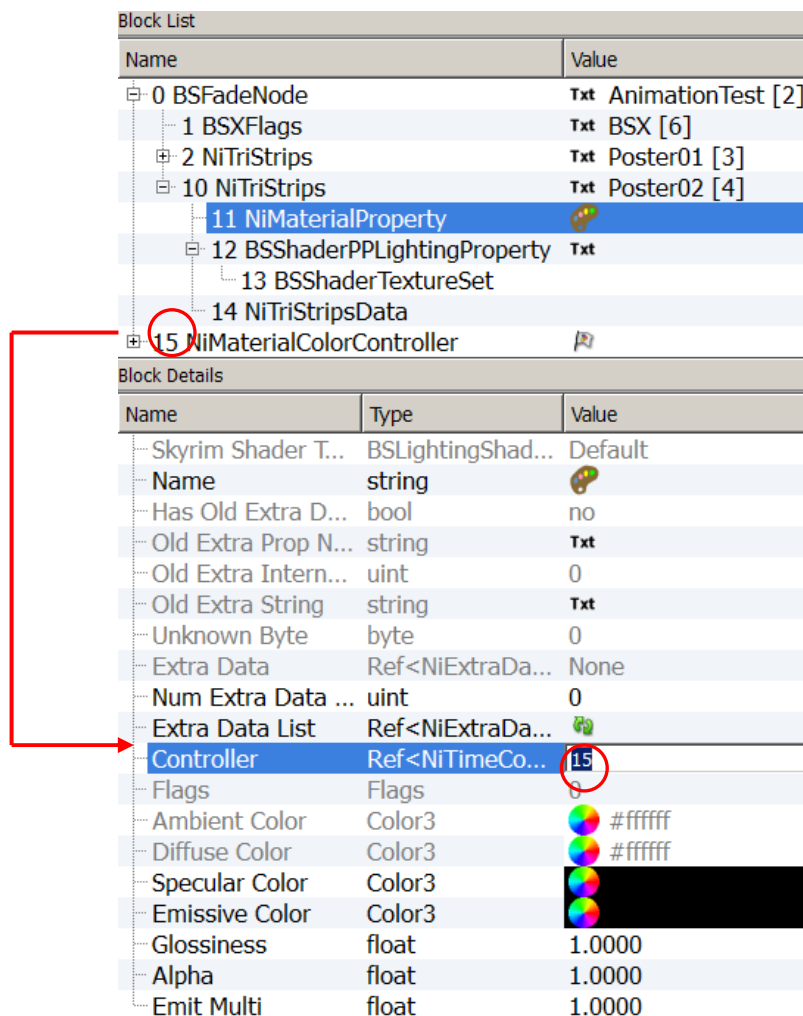 Block List
Name Value
0 BSFadeNode Txt AnimationTest [2]
1 BSXFlags Txt BSX [6]
2 NiTriStrips Txt Poster01 [3]
10 NiTriStrips Txt Poster02 [4]
11 NiMaterialProperty
12 BSShaderPPLightingProperty Txt
13 BSShaderTextureSet
14 NiTriStripsData
15 NiMaterialColorController
Block Details
Name Type Value
Skyrim Shader T... BSLightingShad... Default
Name string
Has Old Extra D... bool no
Old Extra Prop N... string Txt
Old Extra Intern... uint 0
Old Extra String string Txt
Unknown Byte byte 0
Extra Data Ref<NiExtraDa... None
Num Extra Data ... uint 0
Extra Data List Ref<NiExtraDa...
Controller Ref<NiTimeCo... 15
Flags Flags 0
Ambient Color Color3 #ffffff
Diffuse Color Color3 #ffffff
Specular Color Color3
Emissive Color Color3
Glossiness float 1.0000
Alpha float 1.0000
Emit Multi float 1.0000